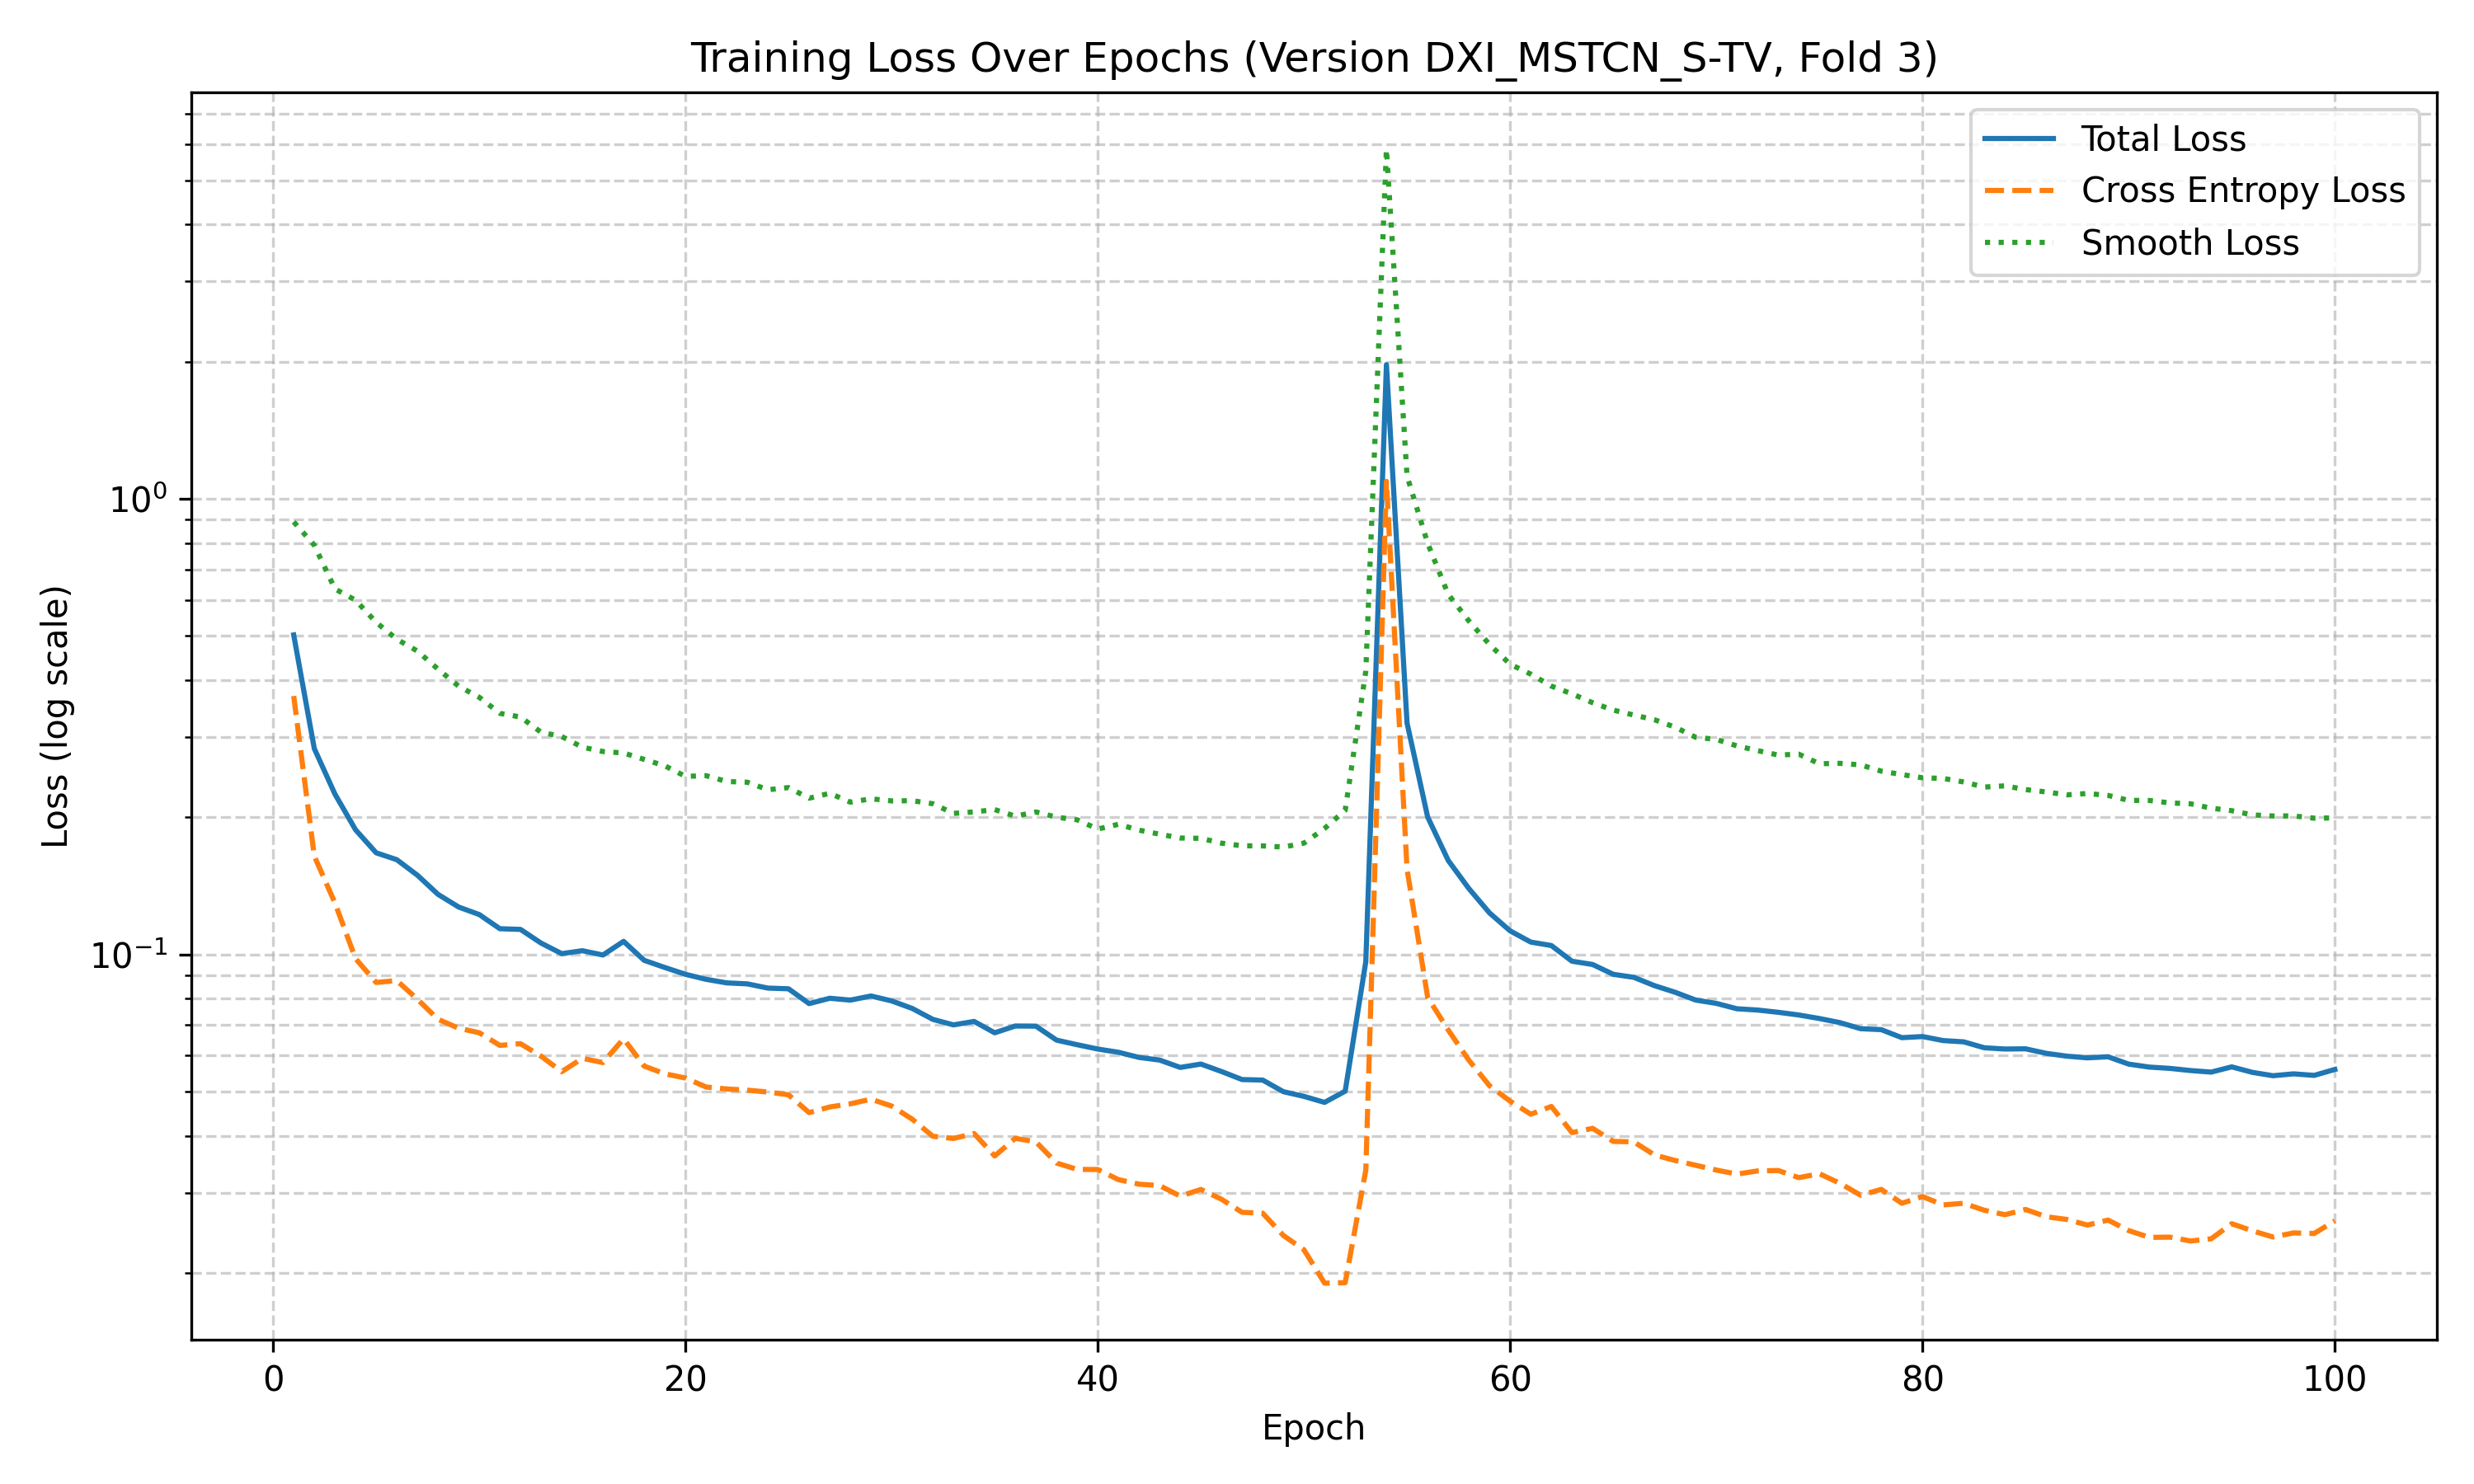 Training Loss Over Epochs (Version DXI_MSTCN_S-TV, Fold 3)
Total Loss
Cross Entropy Loss
Smooth Loss
Loss (log scale)
10⁰
10⁻¹
0 20 40 60 80 100
Epoch